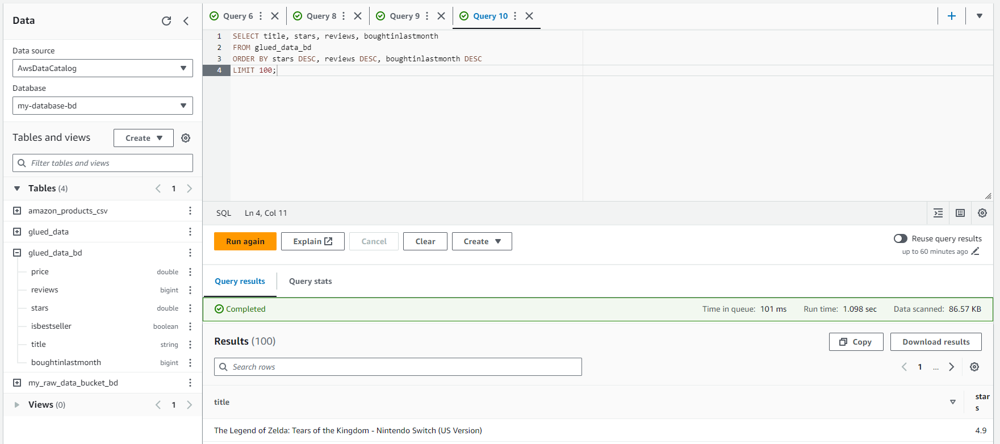 Data
Data source
AwsDataCatalog
Database
my-database-bd
Tables and views
Create
Filter tables and views
Tables (4)
1
amazon_products_csv
glued_data
glued_data_bd
price double
reviews bigint
stars double
isbestseller boolean
title string
boughtinlastmonth bigint
my_raw_data_bucket_bd
Views (0)
1
Query 6
Query 8
Query 9
Query 10
1 SELECT title, stars, reviews, boughtinlastmonth
2 FROM glued_data_bd
3 ORDER BY stars DESC, reviews DESC, boughtinlastmonth DESC
4 LIMIT 100;
SQL Ln 4, Col 11
Run again
Explain
Cancel
Clear
Create
Reuse query results
up to 60 minutes ago
Query results
Query stats
Completed
Time in queue: 101 ms
Run time: 1.098 sec
Data scanned: 86.57 KB
Results (100)
Copy
Download results
Search rows
1 ...
title
star
s
The Legend of Zelda: Tears of the Kingdom - Nintendo Switch (US Version) 4.9